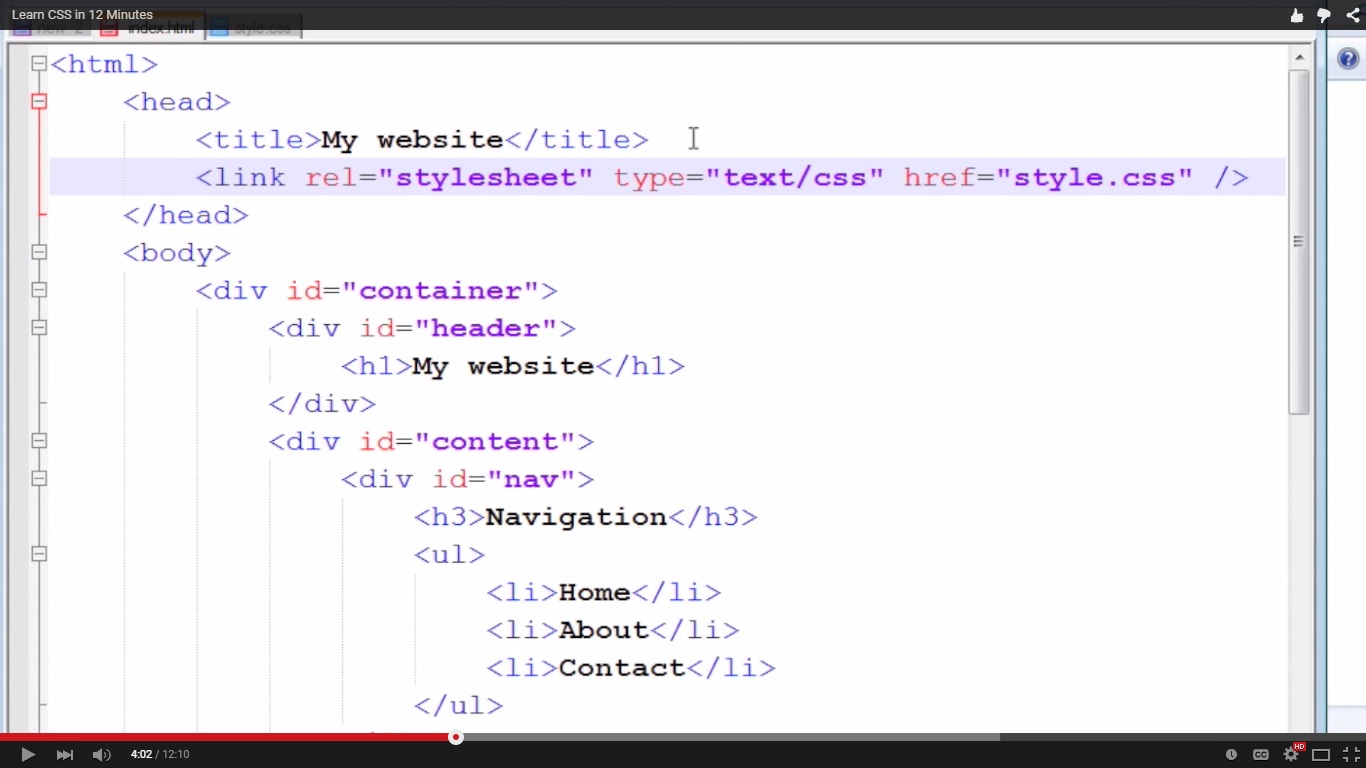 Learn CSS in 12 Minutes
new 2 index.html style.css
<html>
<head>
<title>My website</title>
<link rel="stylesheet" type="text/css" href="style.css" />
</head>
<body>
<div id="container">
<div id="header">
<h1>My website</h1>
</div>
<div id="content">
<div id="nav">
<h3>Navigation</h3>
<ul>
<li>Home</li>
<li>About</li>
<li>Contact</li>
</ul>
4:02 / 12:10
CC
HD